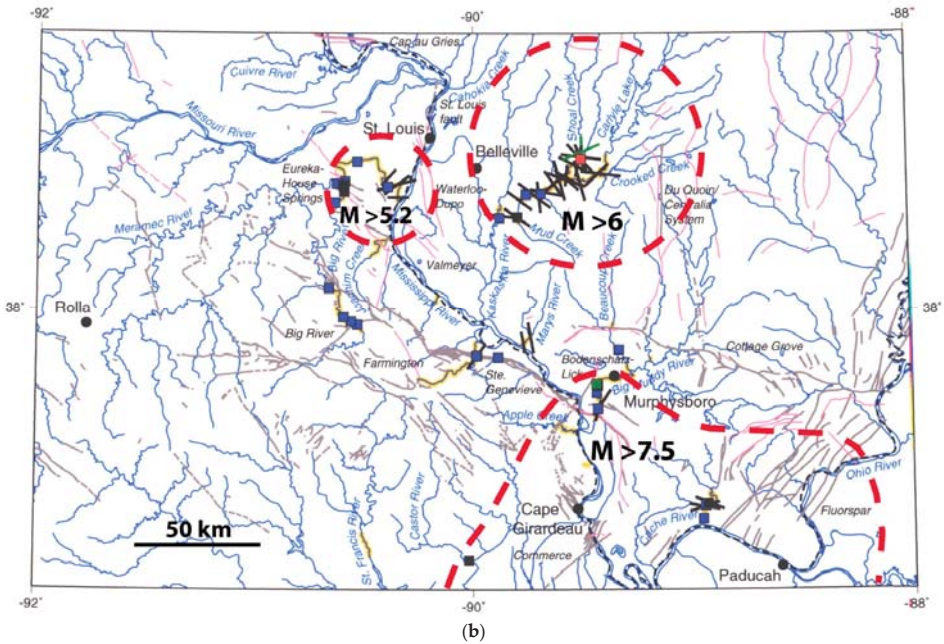 -92°
-90°
-88°
Cap au Gries
Cuivre River
Cahokia Creek
Shoal Creek
Carlyle Lake
Missouri River
St. Louis
fault
St. Louis
Belleville
Eureka-
House
Springs
Waterloo-
Dupo
Crooked Creek
Du Quoin/
Centralia
System
M >5.2
M >6
Meramec River
Mud Creek
Big River
Valmeyer
Mississippi River
Kaskaskia River
Marys River
Beaucoup Creek
38°
38°
Rolla
Big River
Farmington
Ste.
Genevieve
Bodenschatz-
Lick
Cottage Grove
Big Muddy River
Murphysboro
Apple Creek
M >7.5
Ohio River
Cape
Girardeau
Cache River
Fluorspar
50 km
Castor River
St. Francis River
Commerce
Paducah
-92°
-90°
-88°
(b)